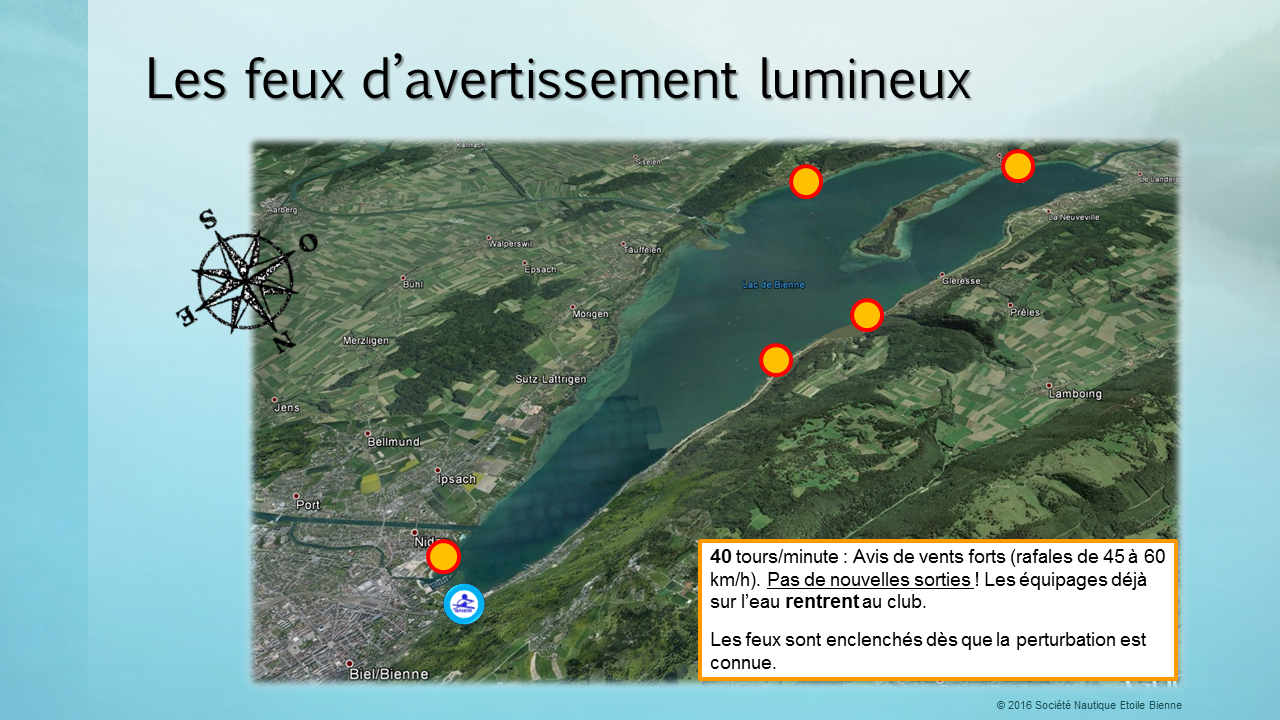 Les feux d’avertissement lumineux
Kallnach
Siselen
Le Landeron
Aarberg
La Neuveville
S
O
Walperswil
Täuffelen
Epsach
Gléresse
Bühl
Lac de Bienne
E
N
Mörigen
Prêles
Merzligen
Sutz-Lattrigen
Lamboing
Jens
Bellmund
Ipsach
Port
SNEB
Biel/Bienne
40 tours/minute : Avis de vents forts (rafales de 45 à 60
km/h). Pas de nouvelles sorties ! Les équipages déjà
sur l’eau rentrent au club.
Les feux sont enclenchés dès que la perturbation est
connue.
© 2016 Société Nautique Etoile Bienne